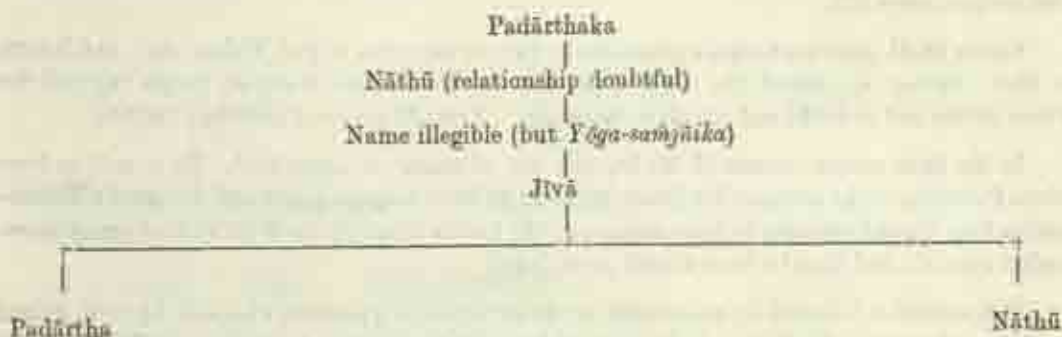 Padārthaka
Nāthū (relationship doubtful)
Name illegible (but Yōga-saṁjñika)
Jīvā
Padārtha Nāthū